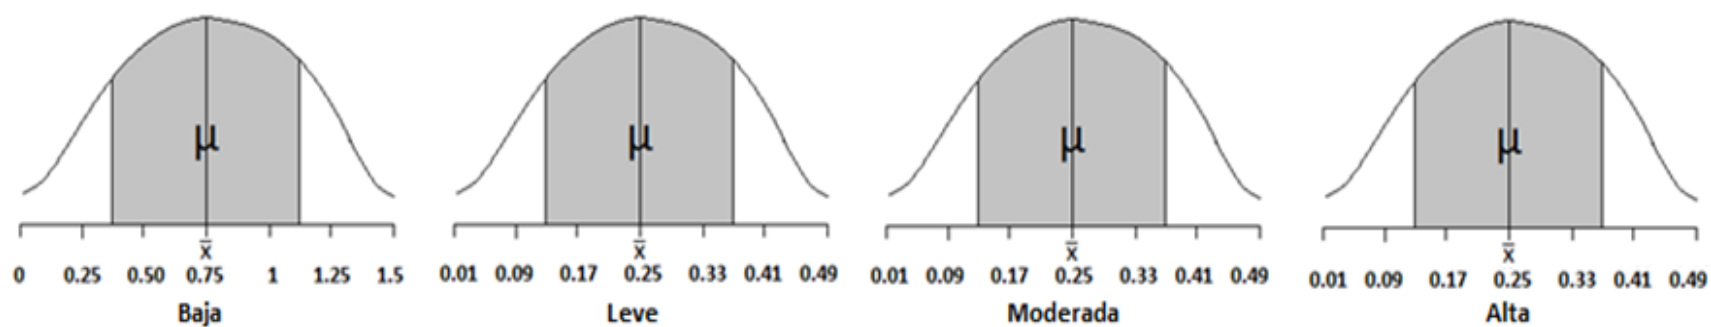 μ μ μ μ
x̄ x̄ x̄ x̄
0 0.25 0.50 0.75 1 1.25 1.5
0.01 0.09 0.17 0.25 0.33 0.41 0.49
0.01 0.09 0.17 0.25 0.33 0.41 0.49
0.01 0.09 0.17 0.25 0.33 0.41 0.49
Baja Leve Moderada Alta